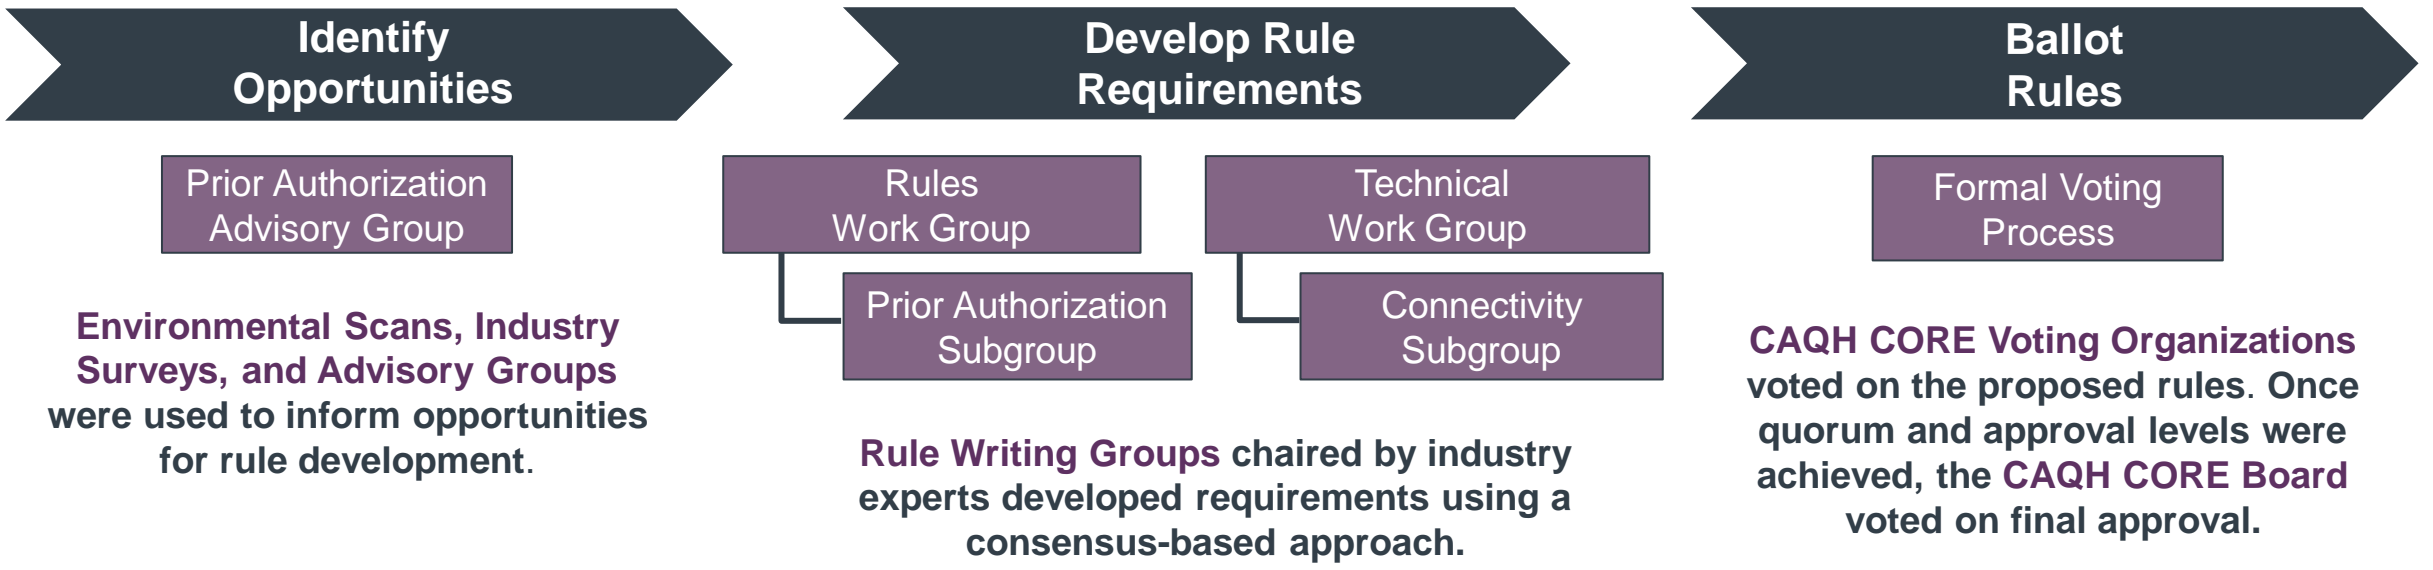 Identify
Opportunities
Develop Rule
Requirements
Ballot
Rules
Prior Authorization
Advisory Group
Environmental Scans, Industry
Surveys, and Advisory Groups
were used to inform opportunities
for rule development.
Rules
Work Group
Prior Authorization
Subgroup
Technical
Work Group
Connectivity
Subgroup
Rule Writing Groups chaired by industry
experts developed requirements using a
consensus-based approach.
Formal Voting
Process
CAQH CORE Voting Organizations
voted on the proposed rules. Once
quorum and approval levels were
achieved, the CAQH CORE Board
voted on final approval.